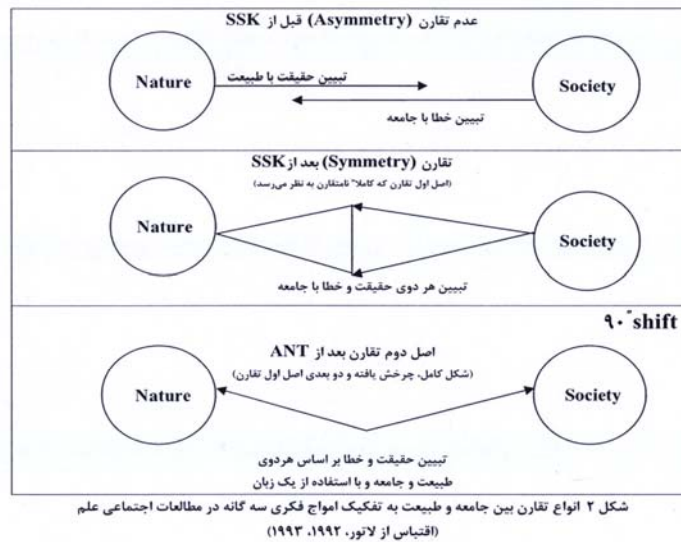 عدم تقارن (Asymmetry) قبل از SSK
Nature
تبیین حقیقت با طبیعت
Society
تبیین خطا با جامعه
تقارن (Symmetry) بعد از SSK
(اصل اول تقارن که کاملا" نامتقارن به نظر می‌رسد)
Nature
Society
تبیین هر دوی حقیقت و خطا با جامعه
۹۰˚shift
اصل دوم تقارن بعد از ANT
(شکل کامل، چرخش یافته و دو بعدی اصل اول تقارن)
Nature
Society
تبیین حقیقت و خطا بر اساس هردوی
طبیعت و جامعه و با استفاده از یک زبان
شکل ۲ انواع تقارن بین جامعه و طبیعت به تفکیک امواج فکری سه گانه در مطالعات اجتماعی علم
(اقتباس از لاتور، ۱۹۹۲، ۱۹۹۳)